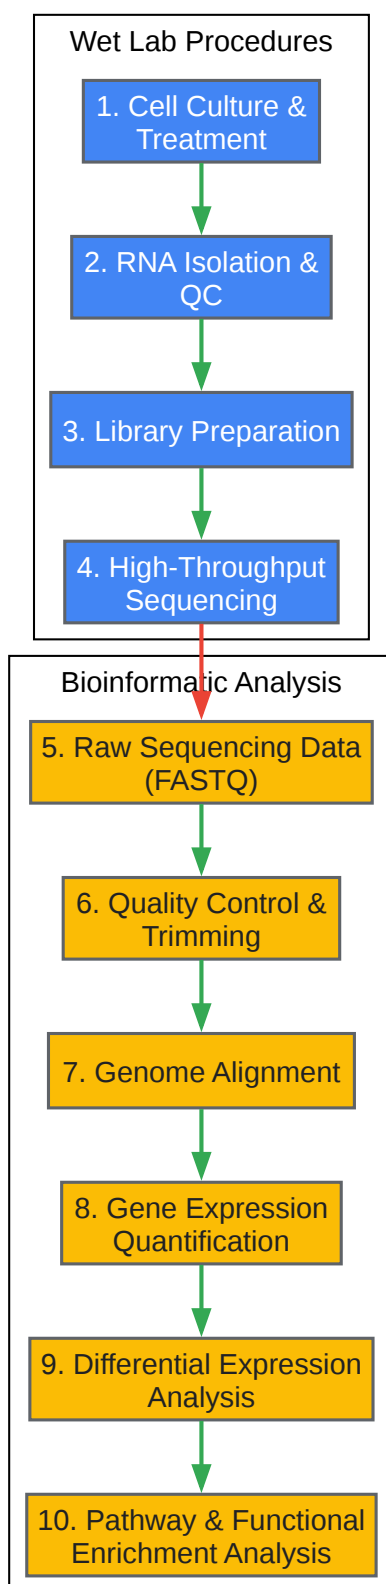 Wet Lab Procedures
1. Cell Culture &
Treatment
2. RNA Isolation &
QC
3. Library Preparation
4. High-Throughput
Sequencing
Bioinformatic Analysis
5. Raw Sequencing Data
(FASTQ)
6. Quality Control &
Trimming
7. Genome Alignment
8. Gene Expression
Quantification
9. Differential Expression
Analysis
10. Pathway & Functional
Enrichment Analysis